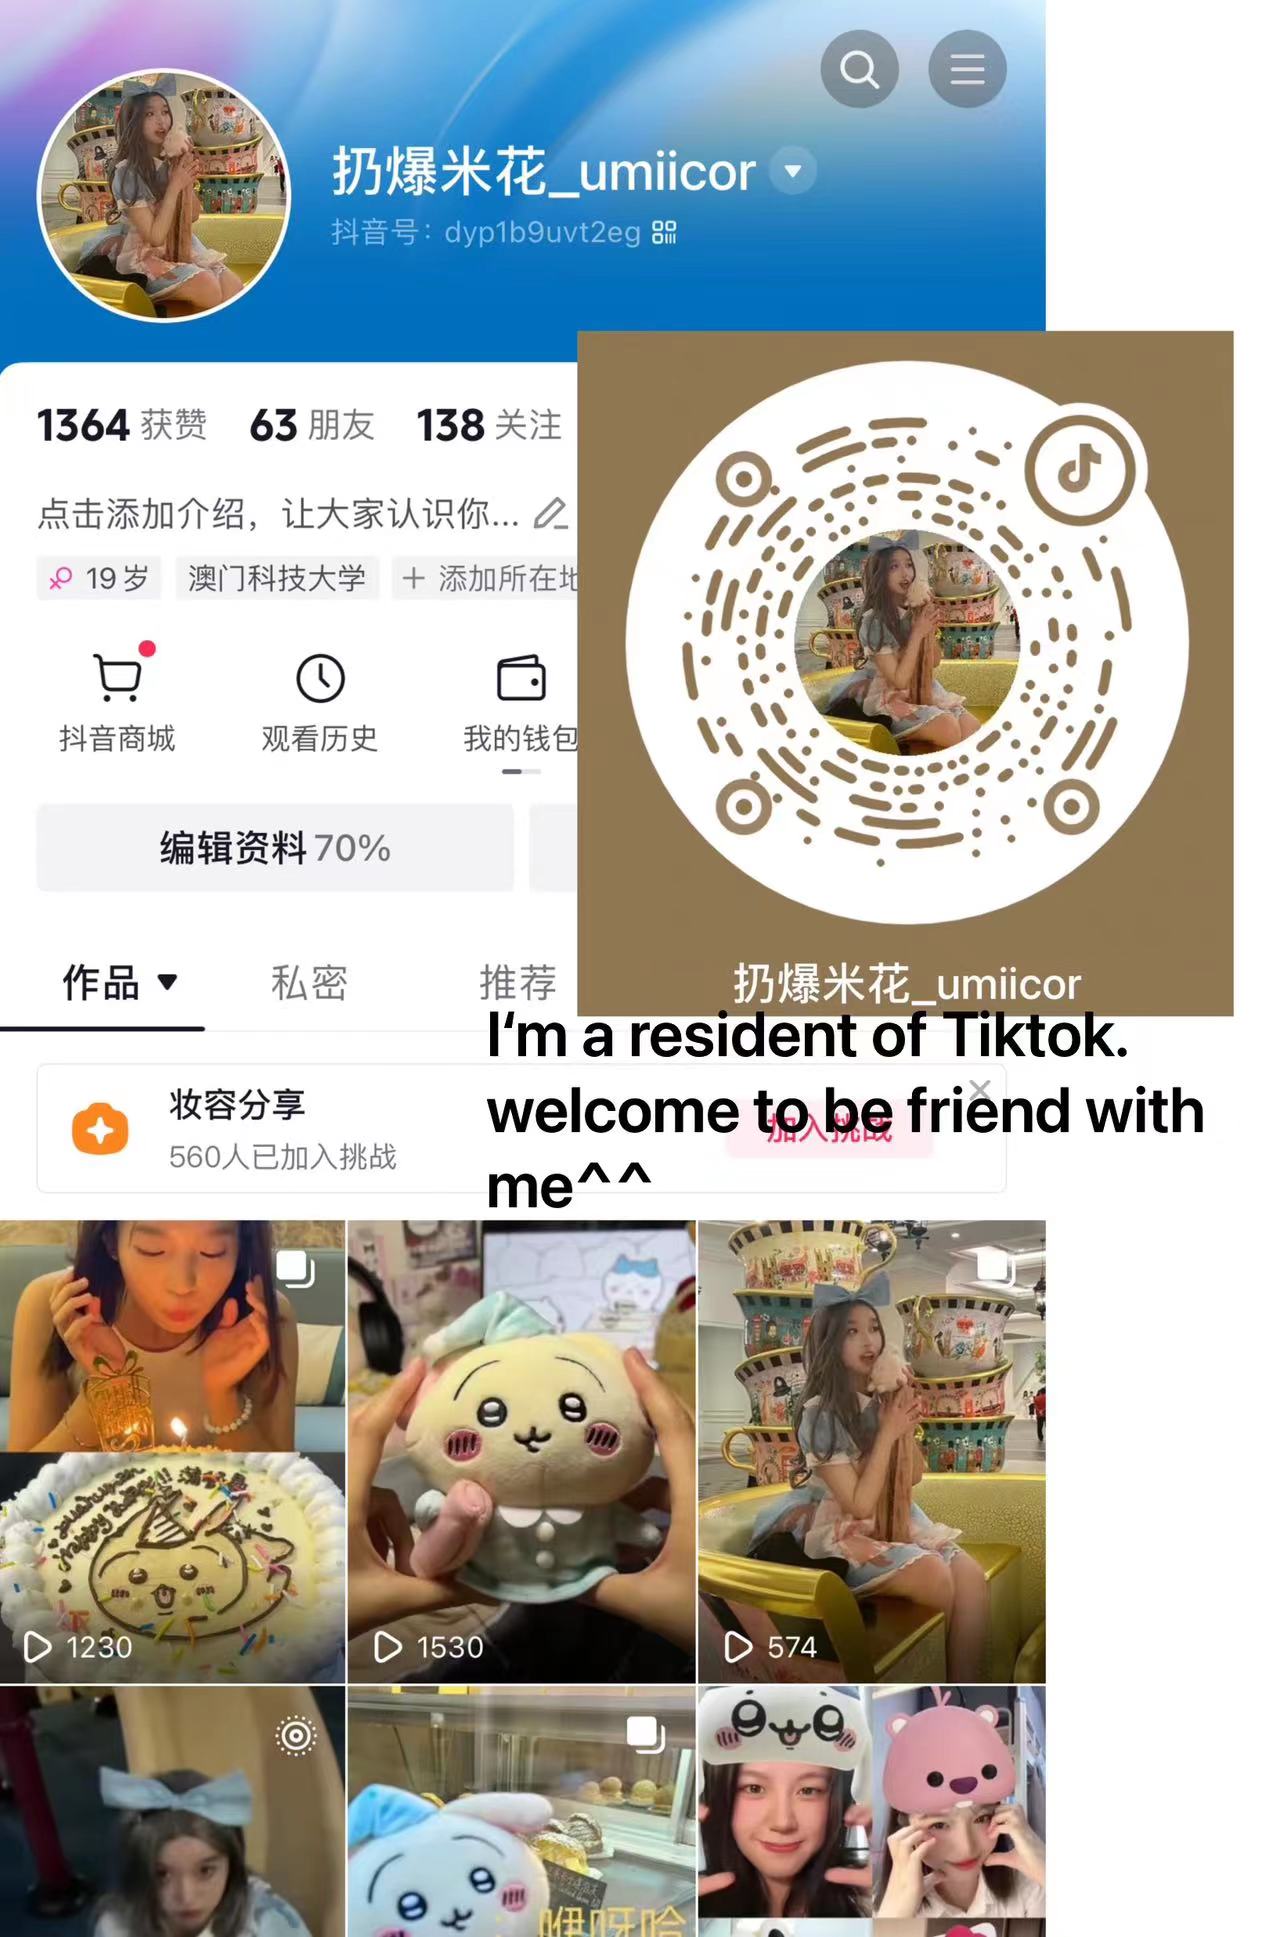 扔爆米花_umiicor
抖音号：dyp1b9uvt2eg
1364 获赞 63 朋友 138 关注
点击添加介绍，让大家认识你...
19岁 澳门科技大学 + 添加所在地
抖音商城 观看历史 我的钱包
编辑资料 70%
扔爆米花_umiicor
作品 私密 推荐
I‘m a resident of Tiktok.
welcome to be friend with
me^^
妆容分享
560人已加入挑战
加入挑战
1230 1530 574
咿呀哈